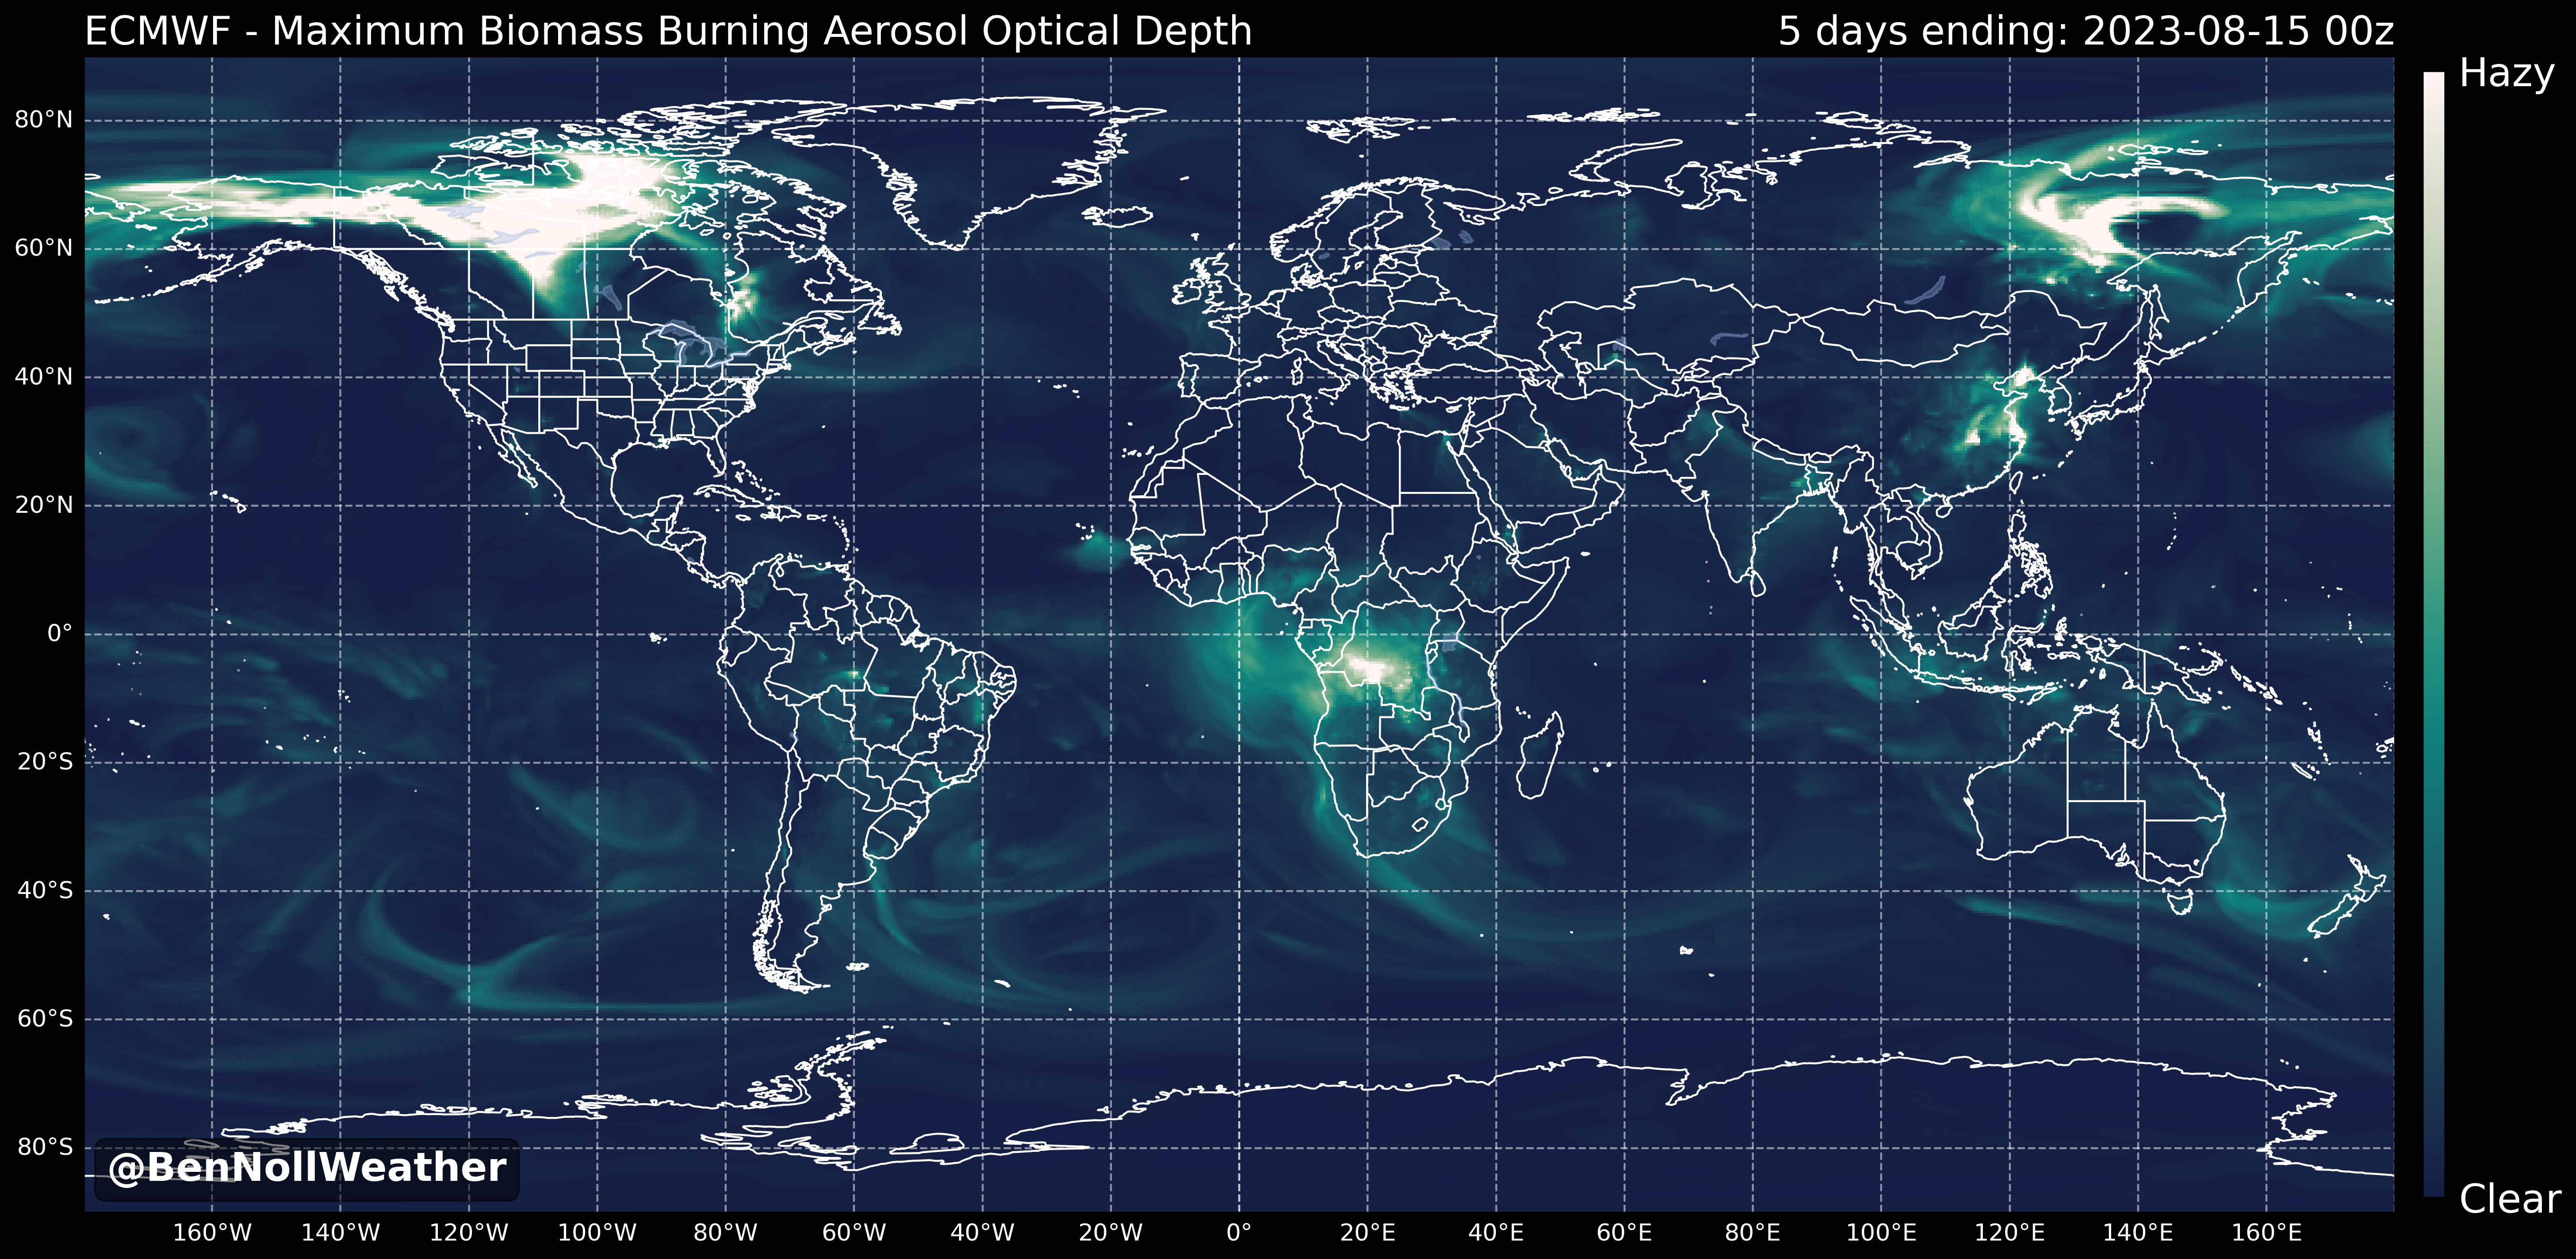 ECMWF - Maximum Biomass Burning Aerosol Optical Depth
5 days ending: 2023-08-15 00z
Hazy
80°N
60°N
40°N
20°N
0°
20°S
40°S
60°S
80°S
@BenNollWeather
Clear
160°W 140°W 120°W 100°W 80°W 60°W 40°W 20°W 0° 20°E 40°E 60°E 80°E 100°E 120°E 140°E 160°E